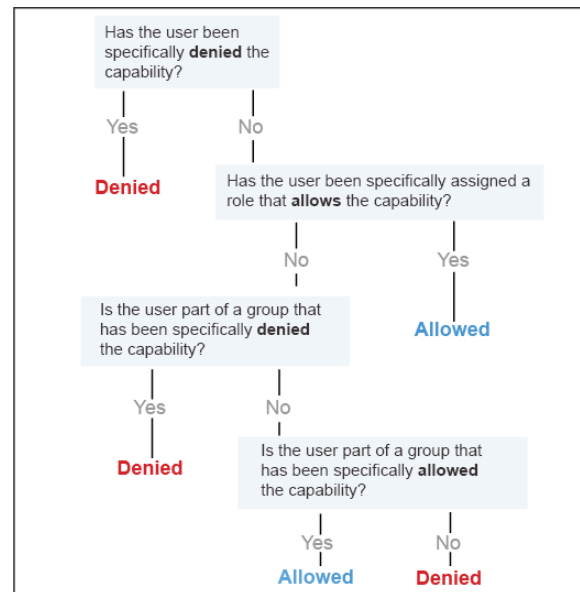 Has the user been
specifically denied the
capability?
Yes
No
Denied
Has the user been specifically assigned a
role that allows the capability?
No
Yes
Allowed
Is the user part of a group that
has been specifically denied
the capability?
Yes
No
Denied
Is the user part of a group that
has been specifically allowed
the capability?
Yes
No
Allowed
Denied